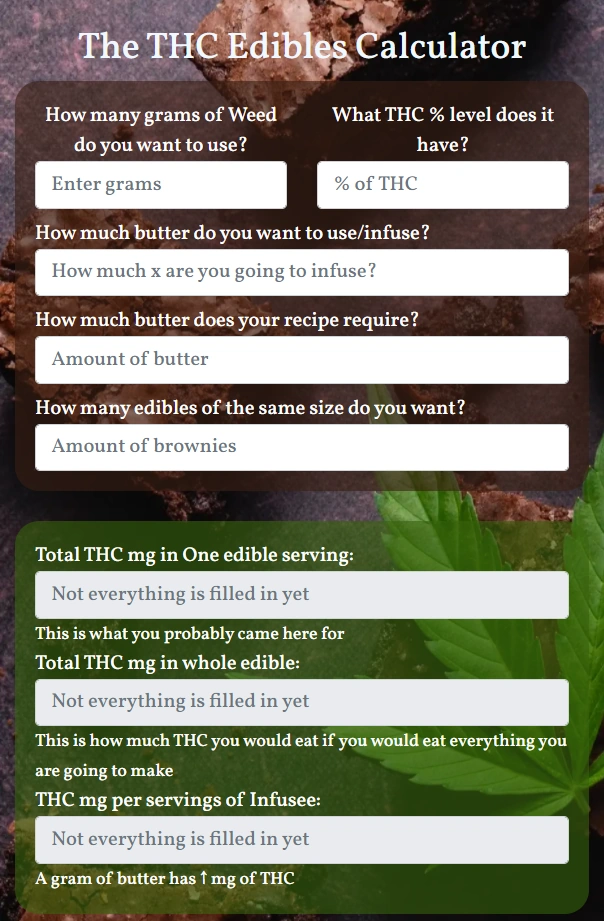 The THC Edibles Calculator
How many grams of Weed
do you want to use?
Enter grams
What THC % level does it
have?
% of THC
How much butter do you want to use/infuse?
How much x are you going to infuse?
How much butter does your recipe require?
Amount of butter
How many edibles of the same size do you want?
Amount of brownies
Total THC mg in One edible serving:
Not everything is filled in yet
This is what you probably came here for
Total THC mg in whole edible:
Not everything is filled in yet
This is how much THC you would eat if you would eat everything you
are going to make
THC mg per servings of Infusee:
Not everything is filled in yet
A gram of butter has ↑ mg of THC